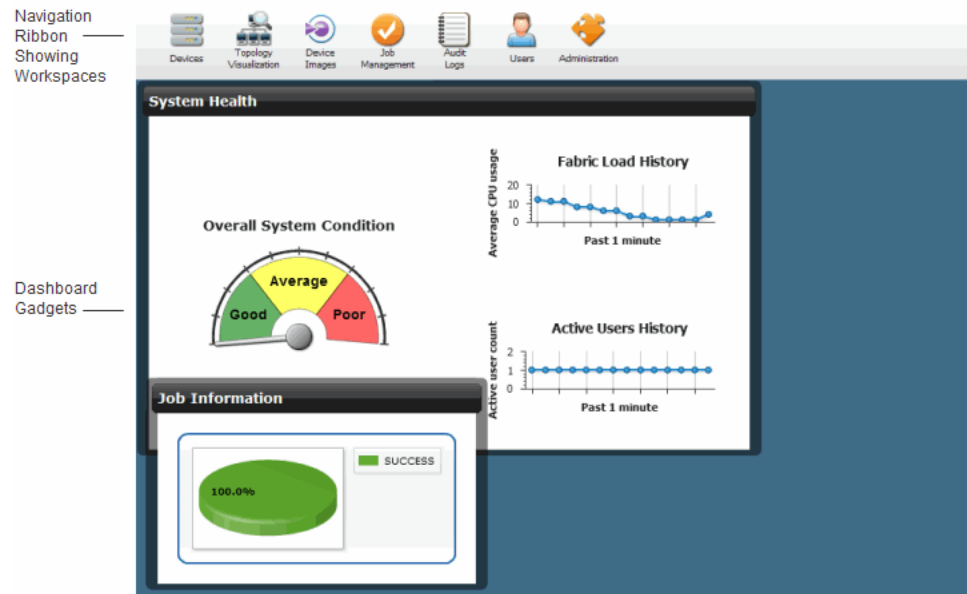 Navigation
Ribbon
Showing
Workspaces
Devices
Topology
Visualization
Device
Images
Job
Management
Audit
Logs
Users
Administration
System Health
Overall System Condition
Good
Average
Poor
Fabric Load History
Average CPU usage
20
10
0
Past 1 minute
Active Users History
Active user count
2
1
0
Past 1 minute
Dashboard
Gadgets
Job Information
100.0%
SUCCESS